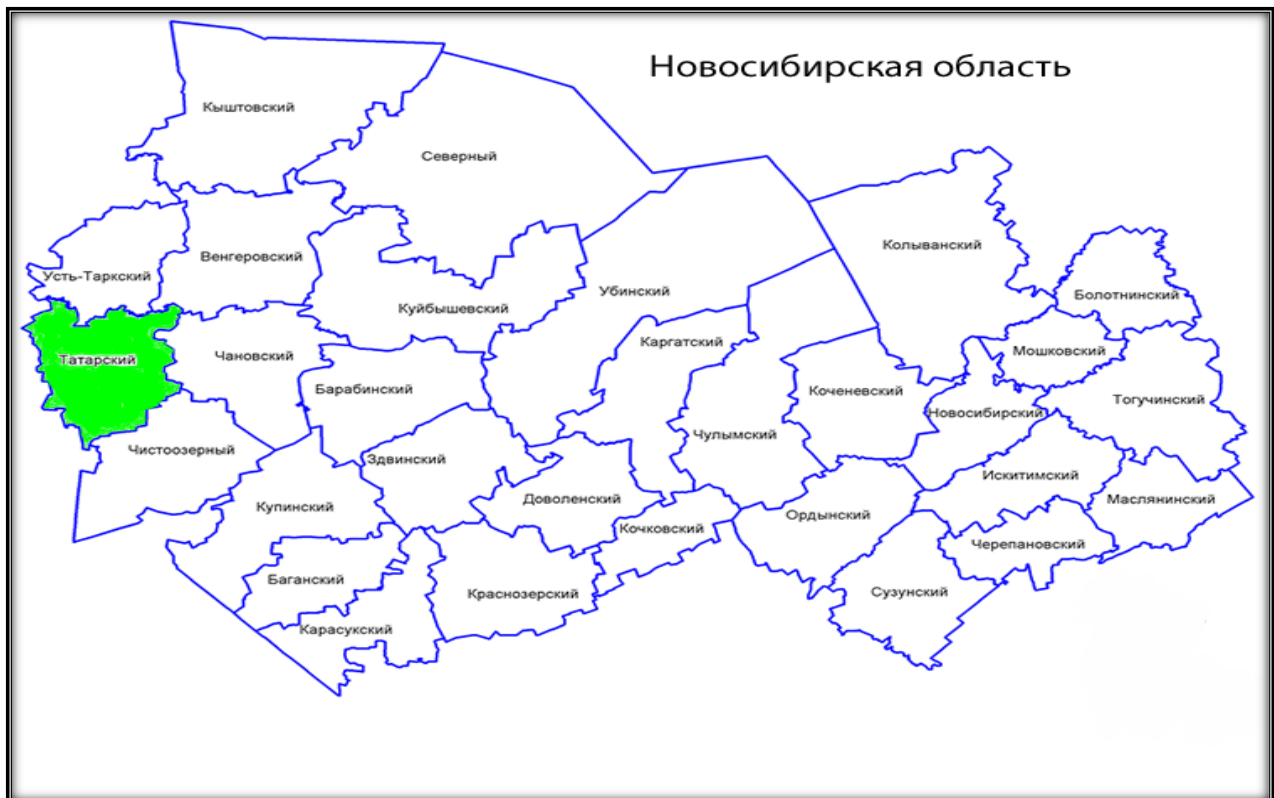 Новосибирская область
Кыштовский
Северный
Колыванский
Венгеровский
Усть-Таркский
Убинский
Болотнинский
Куйбышевский
Каргатский
Мошковский
Татарский
Чановский
Барабинский
Коченевский
Тогучинский
Новосибирский
Чулымский
Чистоозерный
Здвинский
Искитимский
Доволенский
Маслянинский
Купинский
Ордынский
Кочковский
Черепановский
Баганский
Краснозерский
Сузунский
Карасукский